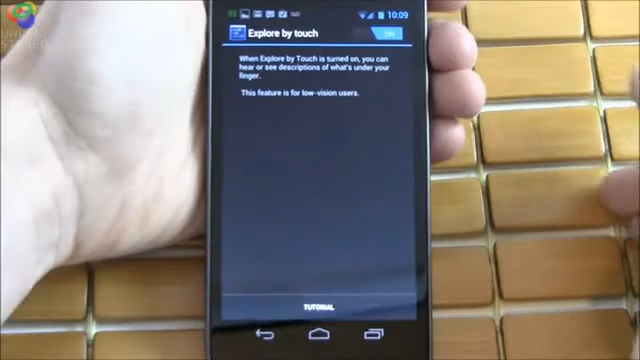 10:09
Explore by touch
ON
When Explore by Touch is turned on, you can
hear or see descriptions of what's under your
finger.
This feature is for low-vision users.
TUTORIAL